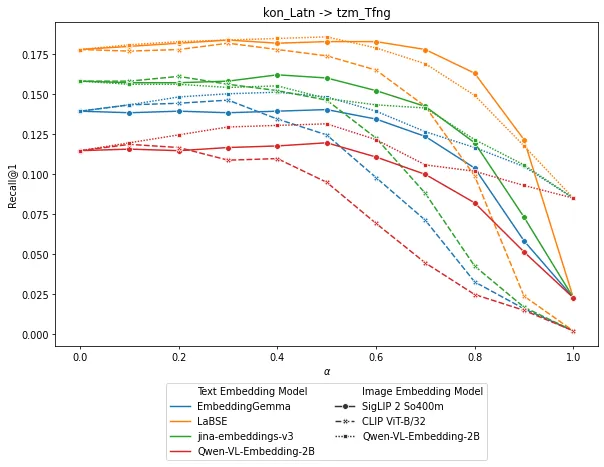 kon_Latn -> tzm_Tfng
Recall@1
0.175
0.150
0.125
0.100
0.075
0.050
0.025
0.000
0.0 0.2 0.4 0.6 0.8 1.0
α
Text Embedding Model Image Embedding Model
EmbeddingGemma SigLIP 2 So400m
LaBSE CLIP ViT-B/32
jina-embeddings-v3 Qwen-VL-Embedding-2B
Qwen-VL-Embedding-2B